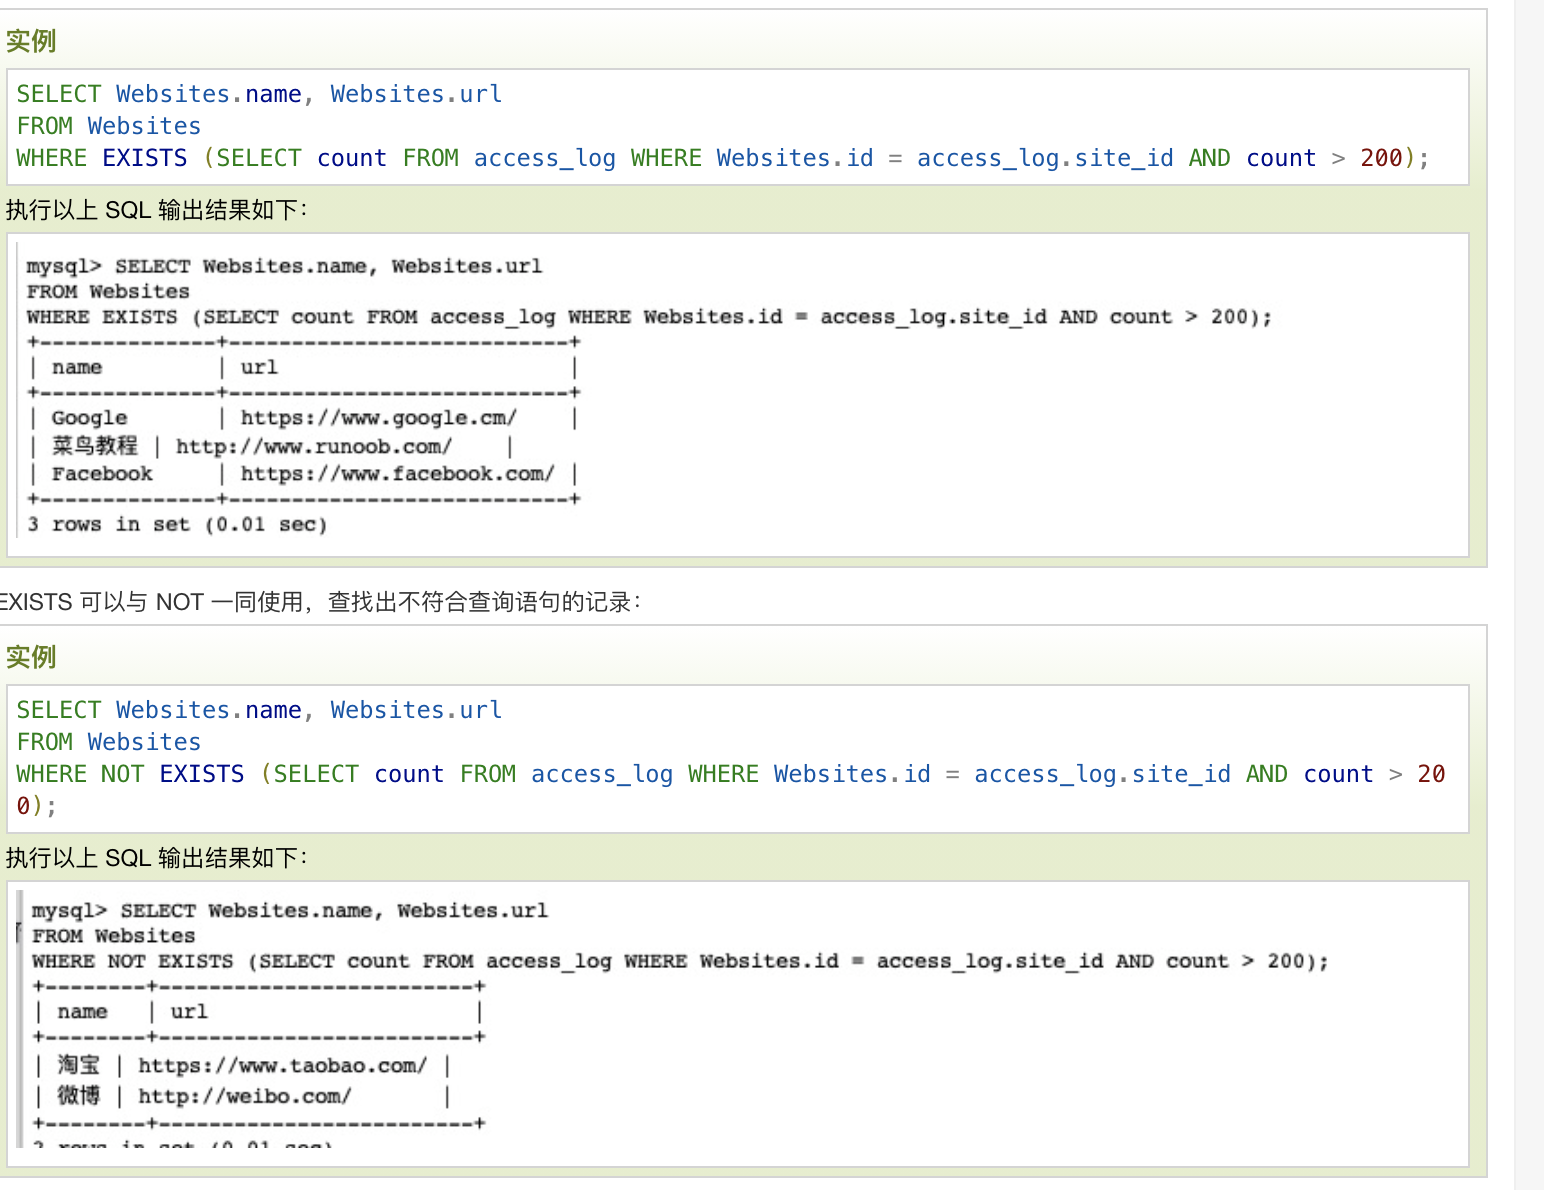 实例
SELECT Websites.name, Websites.url
FROM Websites
WHERE EXISTS (SELECT count FROM access_log WHERE Websites.id = access_log.site_id AND count > 200);
执行以上 SQL 输出结果如下：
mysql> SELECT Websites.name, Websites.url
FROM Websites
WHERE EXISTS (SELECT count FROM access_log WHERE Websites.id = access_log.site_id AND count > 200);
+--------------+---------------------------+
| name         | url                       |
+--------------+---------------------------+
| Google       | https://www.google.cm/    |
| 菜鸟教程 | http://www.runoob.com/    |
| Facebook     | https://www.facebook.com/ |
+--------------+---------------------------+
3 rows in set (0.01 sec)
EXISTS 可以与 NOT 一同使用，查找出不符合查询语句的记录：
实例
SELECT Websites.name, Websites.url
FROM Websites
WHERE NOT EXISTS (SELECT count FROM access_log WHERE Websites.id = access_log.site_id AND count > 20
0);
执行以上 SQL 输出结果如下：
mysql> SELECT Websites.name, Websites.url
FROM Websites
WHERE NOT EXISTS (SELECT count FROM access_log WHERE Websites.id = access_log.site_id AND count > 200);
+--------+-------------------------+
| name   | url                     |
+--------+-------------------------+
| 淘宝 | https://www.taobao.com/ |
| 微博 | http://weibo.com/       |
+--------+-------------------------+
2 rows in set (0.01 sec)